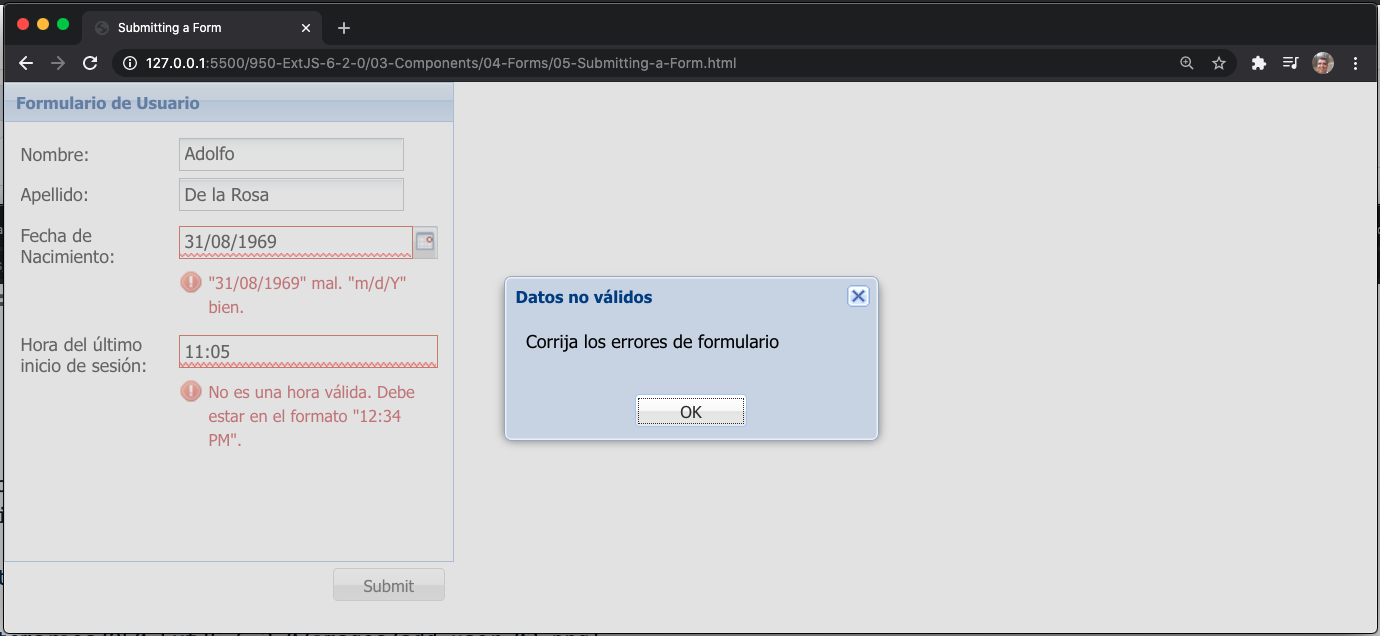 Submitting a Form
127.0.0.1:5500/950-ExtJS-6-2-0/03-Components/04-Forms/05-Submitting-a-Form.html
Formulario de Usuario
Nombre:
Adolfo
Apellido:
De la Rosa
Fecha de
Nacimiento:
31/08/1969
"31/08/1969" mal. "m/d/Y"
bien.
Hora del último
inicio de sesión:
11:05
No es una hora válida. Debe
estar en el formato "12:34
PM".
Datos no válidos
Corrija los errores de formulario
OK
Submit